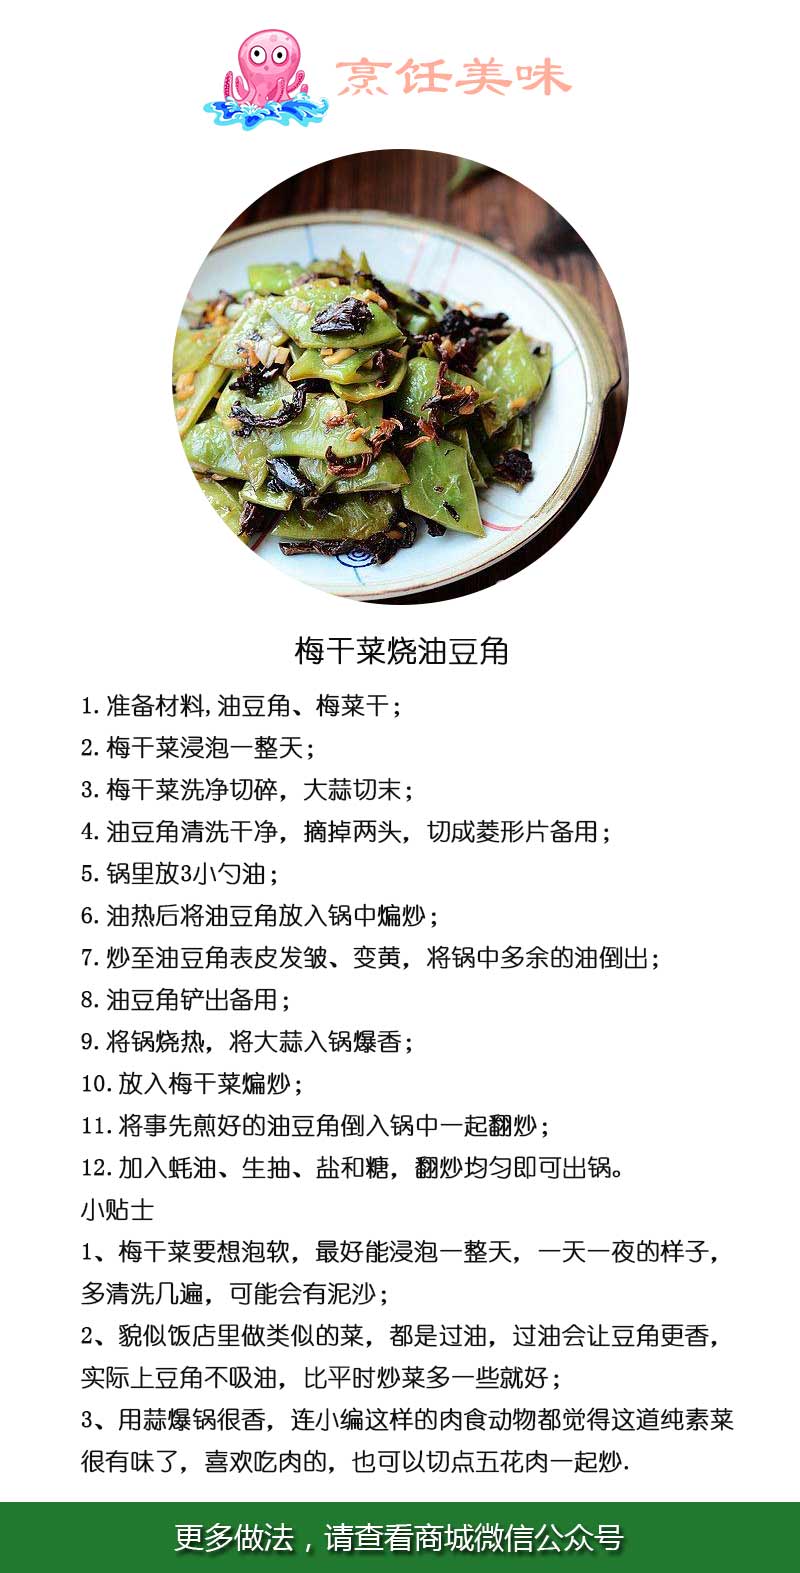 烹饪美味
梅干菜烧油豆角
1.准备材料,油豆角、梅菜干;
2.梅干菜浸泡一整天;
3.梅干菜洗净切碎，大蒜切末;
4.油豆角清洗干净，摘掉两头，切成菱形片备用;
5.锅里放3小勺油;
6.油热后将油豆角放入锅中煸炒;
7.炒至油豆角表皮发皱、变黄，将锅中多余的油倒出;
8.油豆角铲出备用;
9.将锅烧热，将大蒜入锅爆香;
10.放入梅干菜煸炒;
11.将事先煎好的油豆角倒入锅中一起翻炒;
12.加入蚝油、生抽、盐和糖，翻炒均匀即可出锅。
小贴士
1、梅干菜要想泡软，最好能浸泡一整天，一天一夜的样子，
多清洗几遍，可能会有泥沙;
2、貌似饭店里做类似的菜，都是过油，过油会让豆角更香，
实际上豆角不吸油，比平时炒菜多一些就好;
3、用蒜爆锅很香，连小编这样的肉食动物都觉得这道纯素菜
很有味了，喜欢吃肉的，也可以切点五花肉一起炒.
更多做法，请查看商城微信公众号